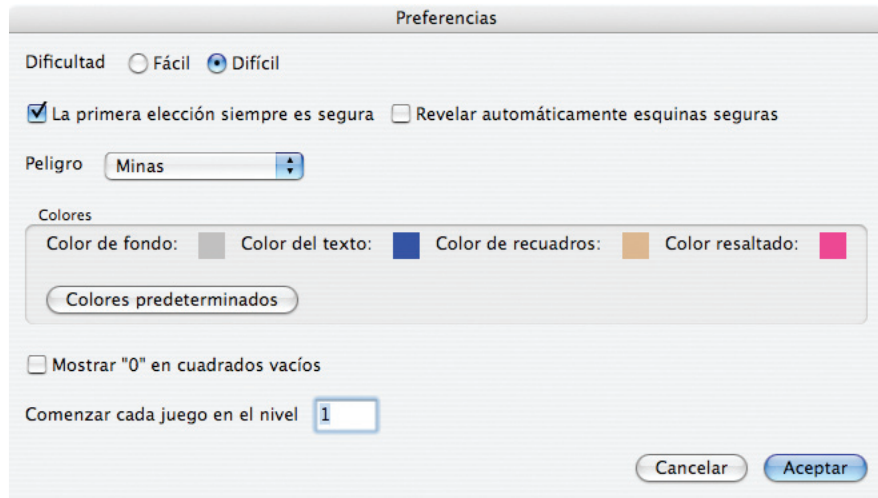 Preferencias
Dificultad Fácil Difícil
La primera elección siempre es segura Revelar automáticamente esquinas seguras
Peligro Minas
Colores
Color de fondo: Color del texto: Color de recuadros: Color resaltado:
Colores predeterminados
Mostrar "0" en cuadrados vacíos
Comenzar cada juego en el nivel 1
Cancelar Aceptar